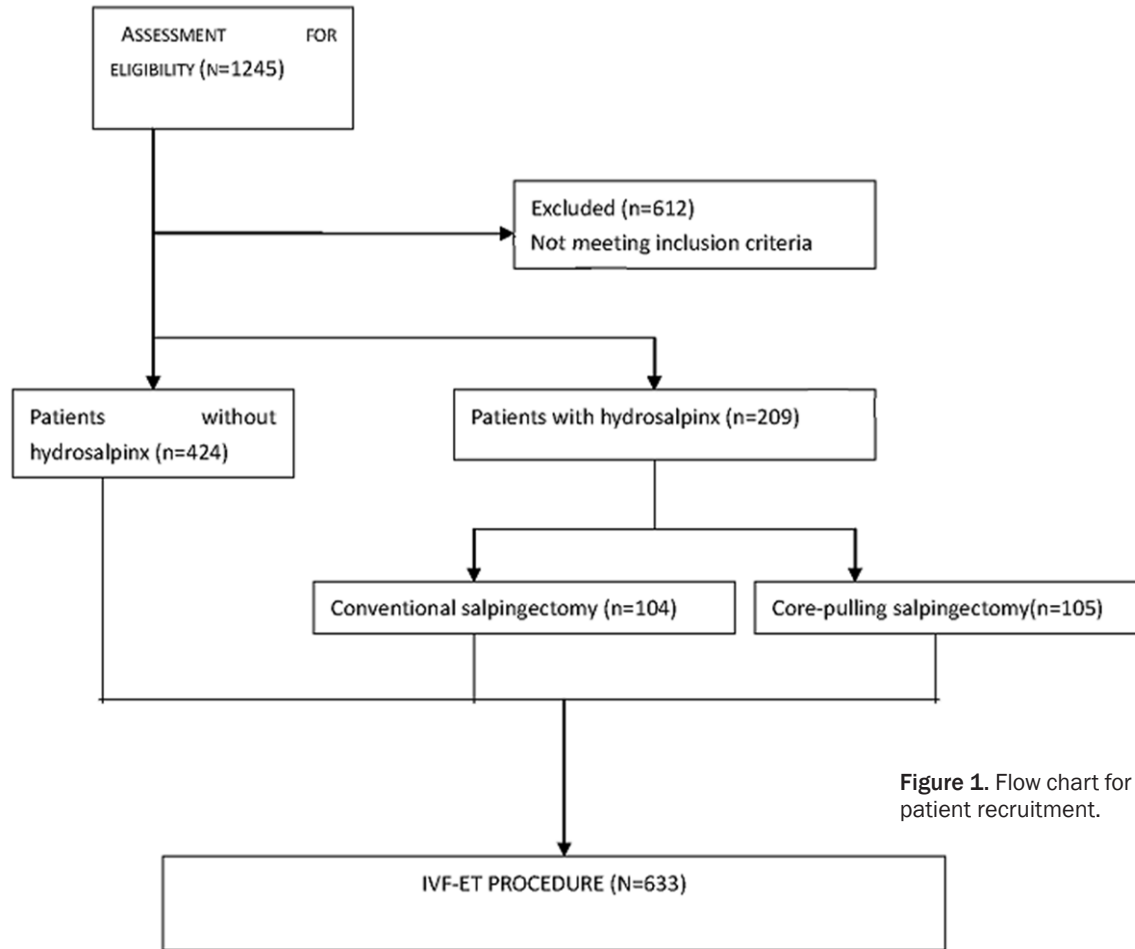 ASSESSMENT FOR
ELIGIBILITY (N=1245)
Excluded (n=612)
Not meeting inclusion criteria
Patients without
hydrosalpinx (n=424)
Patients with hydrosalpinx (n=209)
Conventional salpingectomy (n=104)
Core-pulling salpingectomy(n=105)
Figure 1. Flow chart for
patient recruitment.
IVF-ET PROCEDURE (N=633)